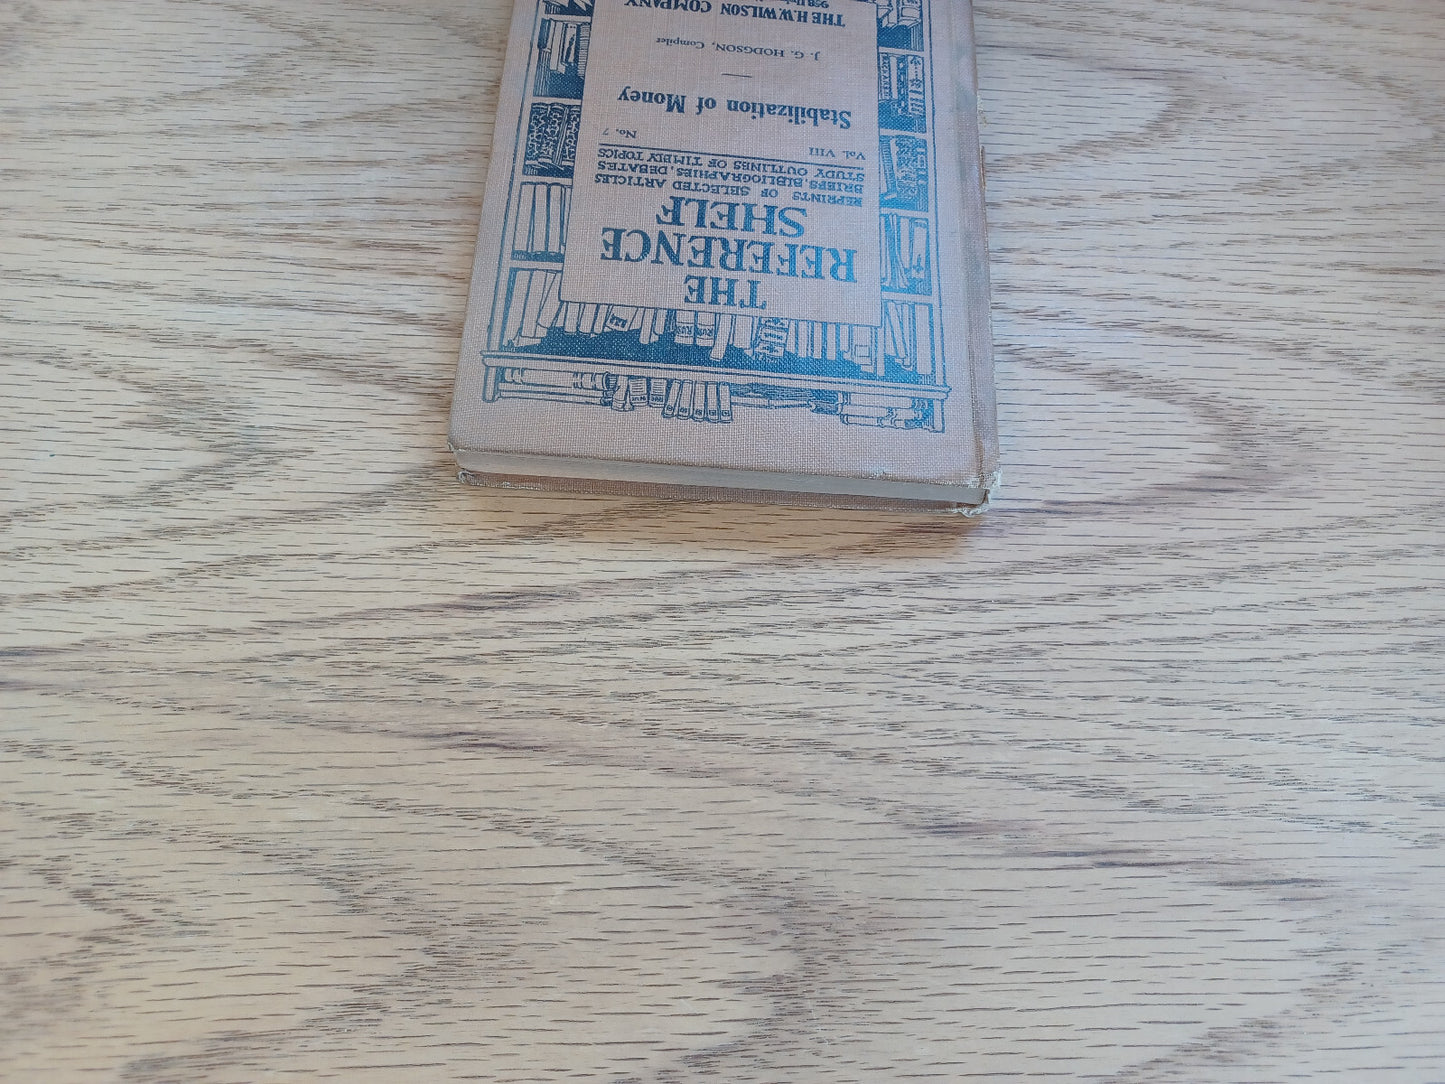 THE
REFERENCE
SHELF
REPRINTS OF SELECTED ARTICLES
BRIEFS, BIBLIOGRAPHIES, DEBATES
STUDY OUTLINES OF TIMELY TOPICS
Vol. VIII No. 7
Stabilization of Money
J. G. HODGSON, Compiler
THE H.W. WILSON COMPANY